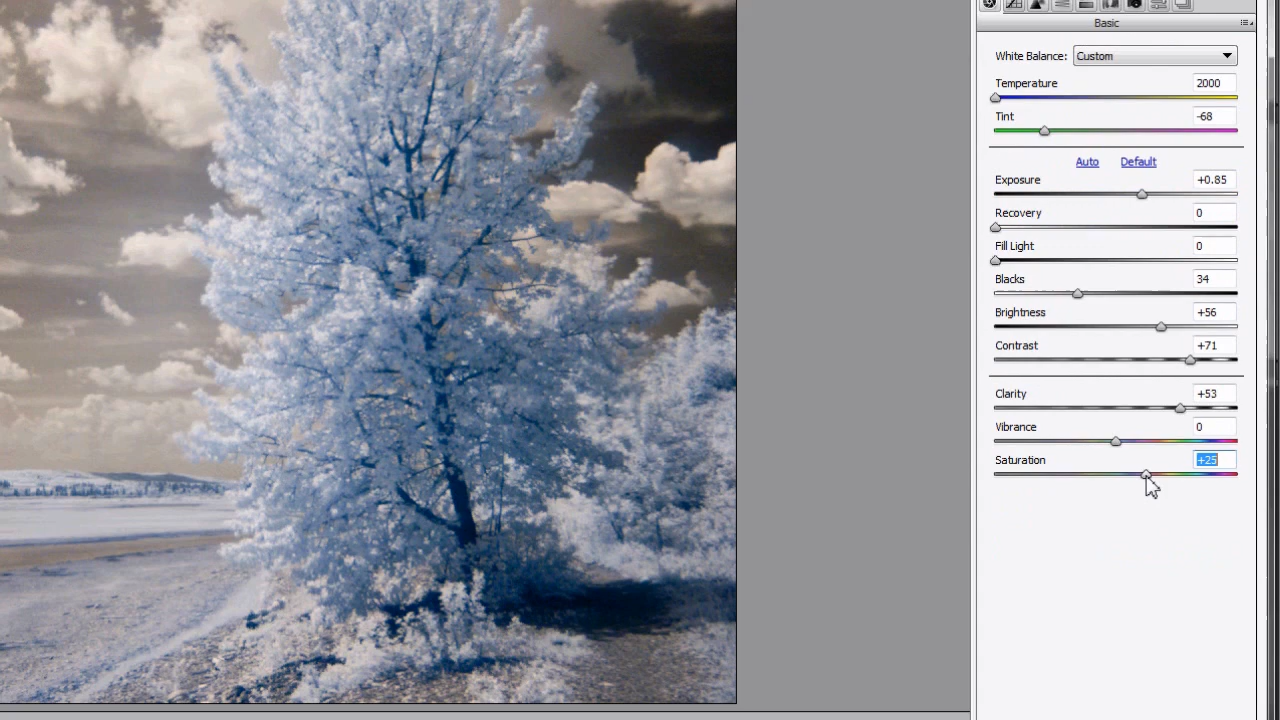 Basic
White Balance: Custom
Temperature 2000
Tint -68
Auto Default
Exposure +0.85
Recovery 0
Fill Light 0
Blacks 34
Brightness +56
Contrast +71
Clarity +53
Vibrance 0
Saturation +25